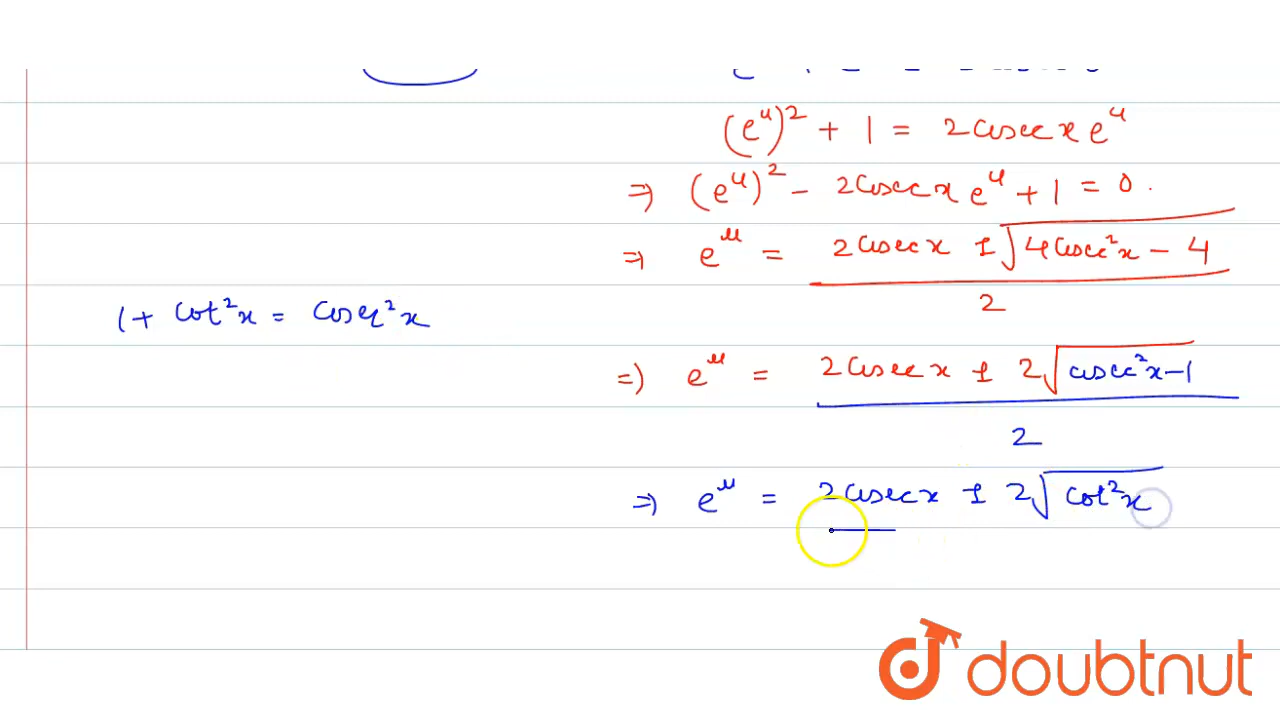 (e^u)^2 + 1 = 2 cosec x e^u
⇒ (e^u)^2 - 2 cosec x e^u + 1 = 0.
⇒ e^u = (2 cosec x ± √(4 cosec^2 x - 4)) / 2
1 + cot^2 x = cosec^2 x
⇒ e^u = (2 cosec x ± 2√(cosec^2 x - 1)) / 2
⇒ e^u = 2 cosec x ± 2√(cot^2 x)
doubtnut